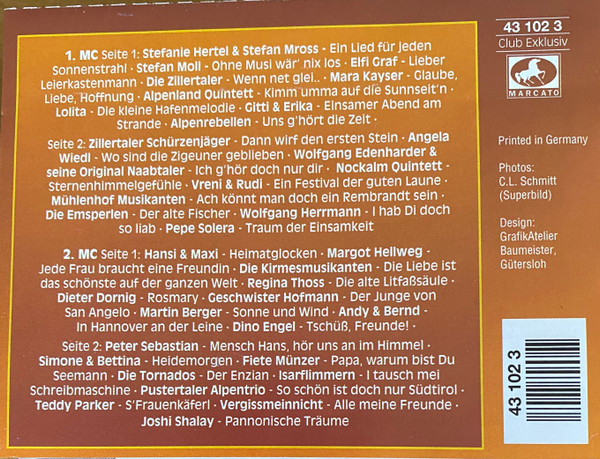 1. MC Seite 1: Stefanie Hertel & Stefan Mross - Ein Lied für jeden
Sonnenstrahl · Stefan Moll - Ohne Musi wär' nix los · Elfi Graf - Lieber
Leierkastenmann · Die Zillertaler - Wenn net glei.. · Mara Kayser - Glaube,
Liebe, Hoffnung · Alpenland Quintett - Kimm umma auf die Sunnseit'n ·
Lolita - Die kleine Hafenmelodie · Gitti & Erika - Einsamer Abend am
Strande · Alpenrebellen - Uns g'hört die Zeit ·
Seite 2: Zillertaler Schürzenjäger - Dann wirf den ersten Stein · Angela
Wiedl - Wo sind die Zigeuner geblieben · Wolfgang Edenharder &
seine Original Naabtaler - Ich g'hör doch nur dir · Nockalm Quintett -
Sternenhimmelgefühle · Vreni & Rudi - Ein Festival der guten Laune ·
Mühlenhof Musikanten - Ach könnt man doch ein Rembrandt sein ·
Die Emsperlen - Der alte Fischer · Wolfgang Herrmann - I hab Di doch
so liab · Pepe Solera - Traum der Einsamkeit
2. MC Seite 1: Hansi & Maxi - Heimatglocken · Margot Hellweg -
Jede Frau braucht eine Freundin · Die Kirmesmusikanten - Die Liebe ist
das schönste auf der ganzen Welt · Regina Thoss - Die alte Litfaßsäule ·
Dieter Dornig - Rosmary · Geschwister Hofmann - Der Junge von
San Angelo · Martin Berger - Sonne und Wind · Andy & Bernd -
In Hannover an der Leine · Dino Engel - Tschüß, Freunde! ·
Seite 2: Peter Sebastian - Mensch Hans, hör uns an im Himmel ·
Simone & Bettina - Heidemorgen · Fiete Münzer - Papa, warum bist Du
Seemann · Die Tornados - Der Enzian · Isarflimmern - I tausch mei
Schreibmaschine · Pustertaler Alpentrio - So schön ist doch nur Südtirol ·
Teddy Parker - S'Frauenkäferl · Vergissmeinnicht - Alle meine Freunde ·
Joshi Shalay - Pannonische Träume
43 102 3
Club Exklusiv
MARCATO
Printed in Germany
Photos:
C.L. Schmitt
(Superbild)
Design:
GrafikAtelier
Baumeister,
Gütersloh
43 102 3